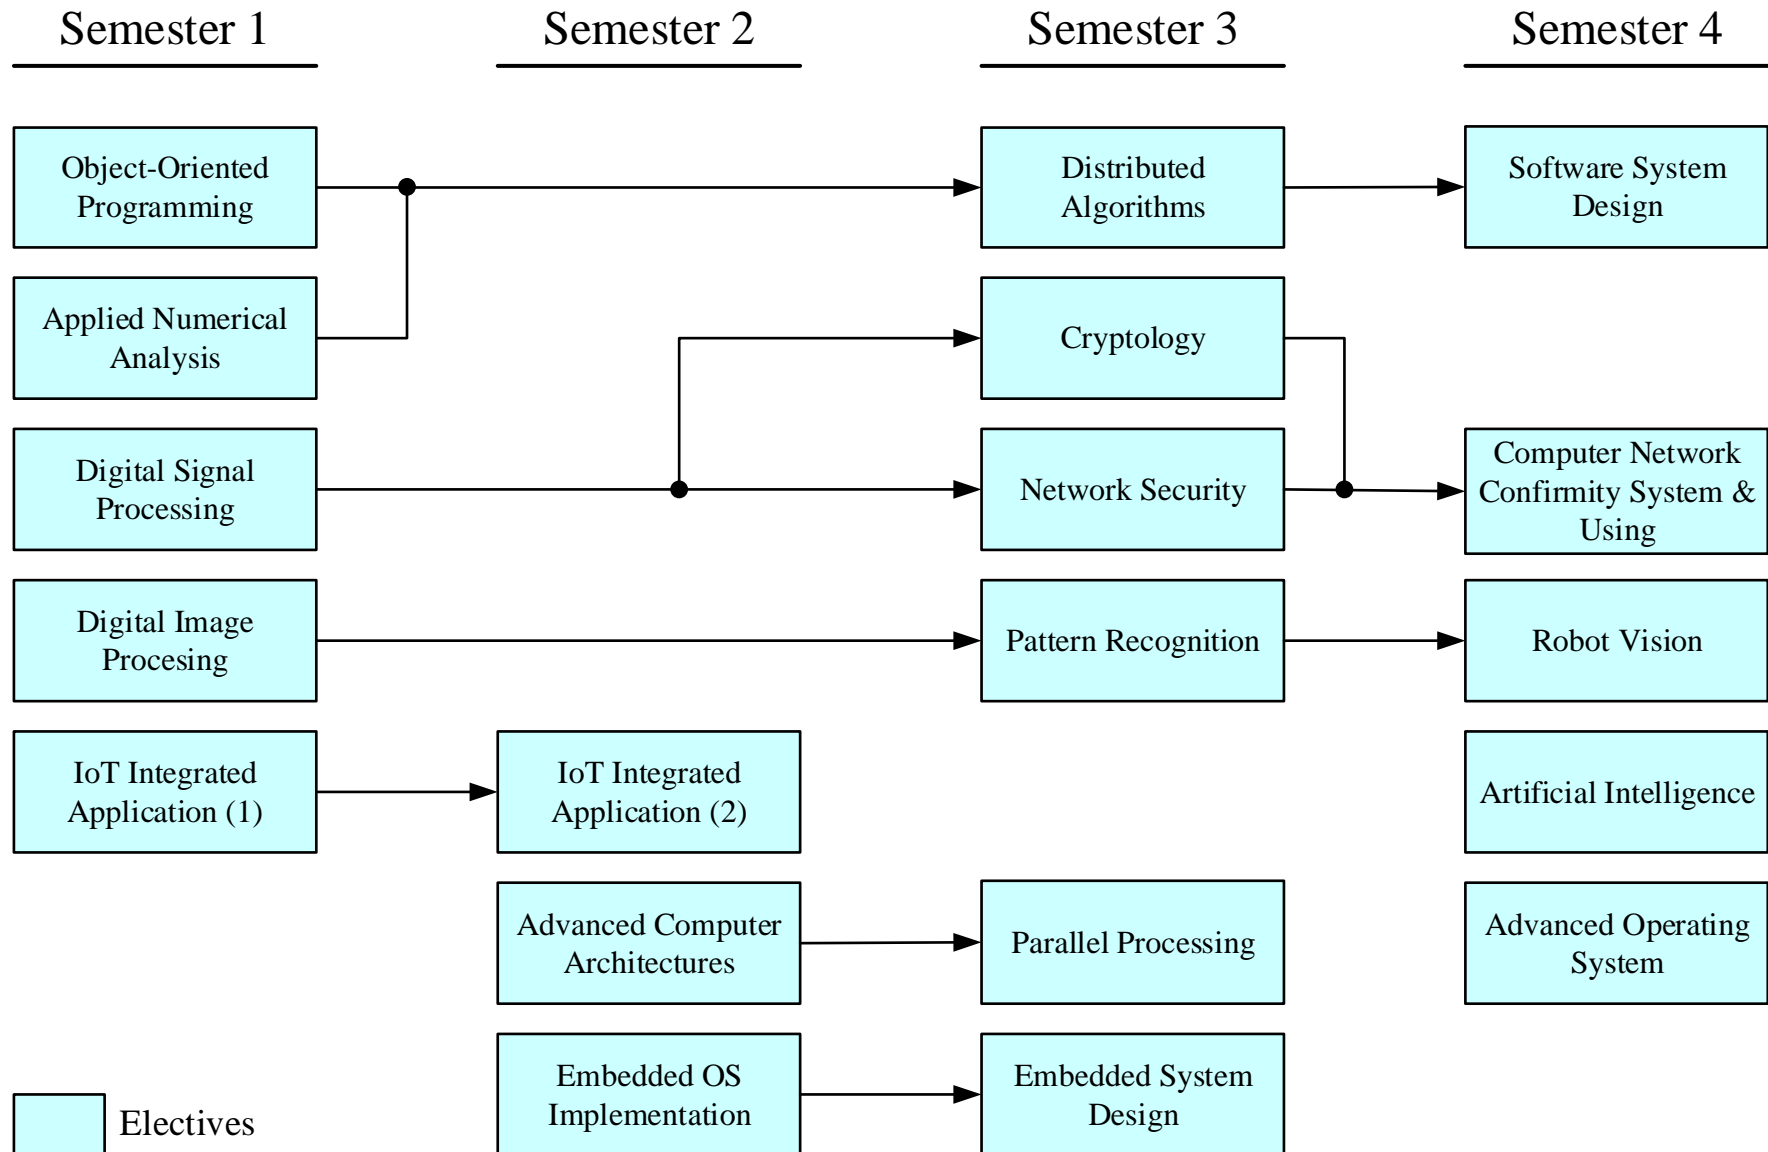 Semester 1
Semester 2
Semester 3
Semester 4
Object-Oriented
Programming
Distributed
Algorithms
Software System
Design
Applied Numerical
Analysis
Cryptology
Digital Signal
Processing
Network Security
Computer Network
Confirmity System &
Using
Digital Image
Procesing
Pattern Recognition
Robot Vision
IoT Integrated
Application (1)
IoT Integrated
Application (2)
Artificial Intelligence
Advanced Computer
Architectures
Parallel Processing
Advanced Operating
System
Embedded OS
Implementation
Embedded System
Design
Electives